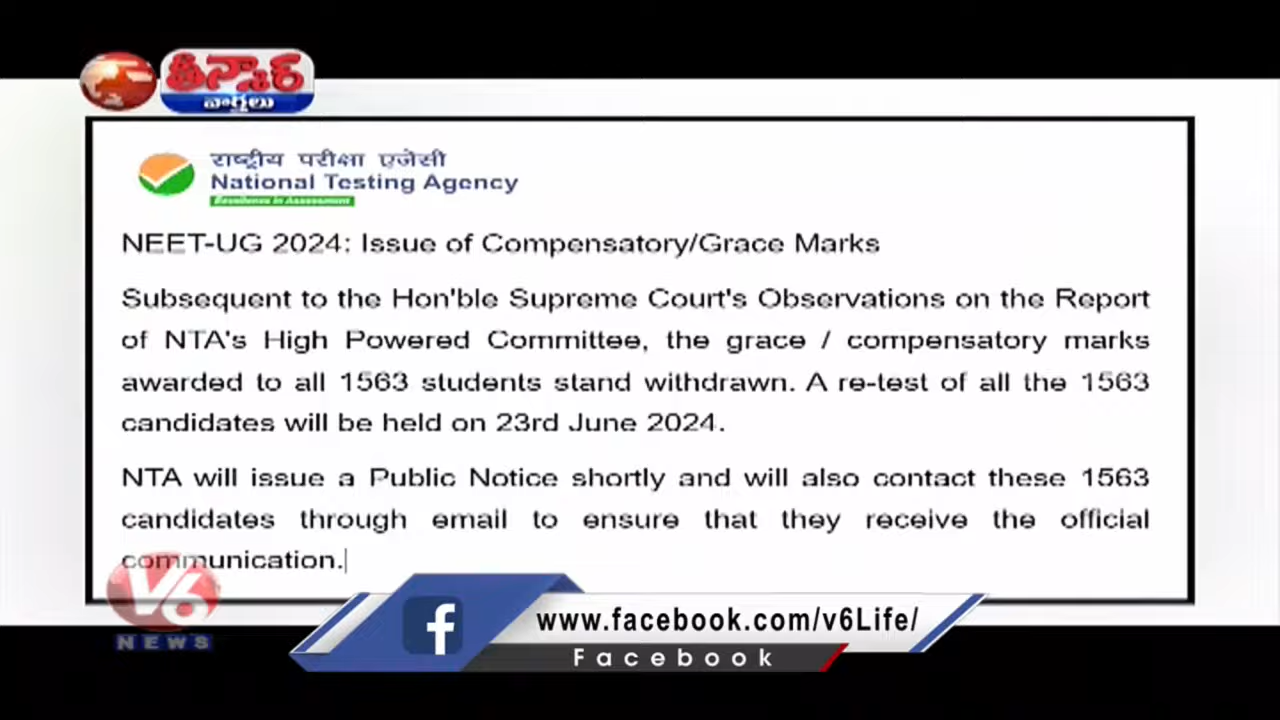 తీన్మార్
వార్తలు
राष्ट्रीय परीक्षा एजेंसी
National Testing Agency
Excellence in Assessment
NEET-UG 2024: Issue of Compensatory/Grace Marks
Subsequent to the Hon'ble Supreme Court's Observations on the Report
of NTA's High Powered Committee, the grace / compensatory marks
awarded to all 1563 students stand withdrawn. A re-test of all the 1563
candidates will be held on 23rd June 2024.
NTA will issue a Public Notice shortly and will also contact these 1563
candidates through email to ensure that they receive the official
communication.
V6
NEWS
f
www.facebook.com/v6Life/
Facebook